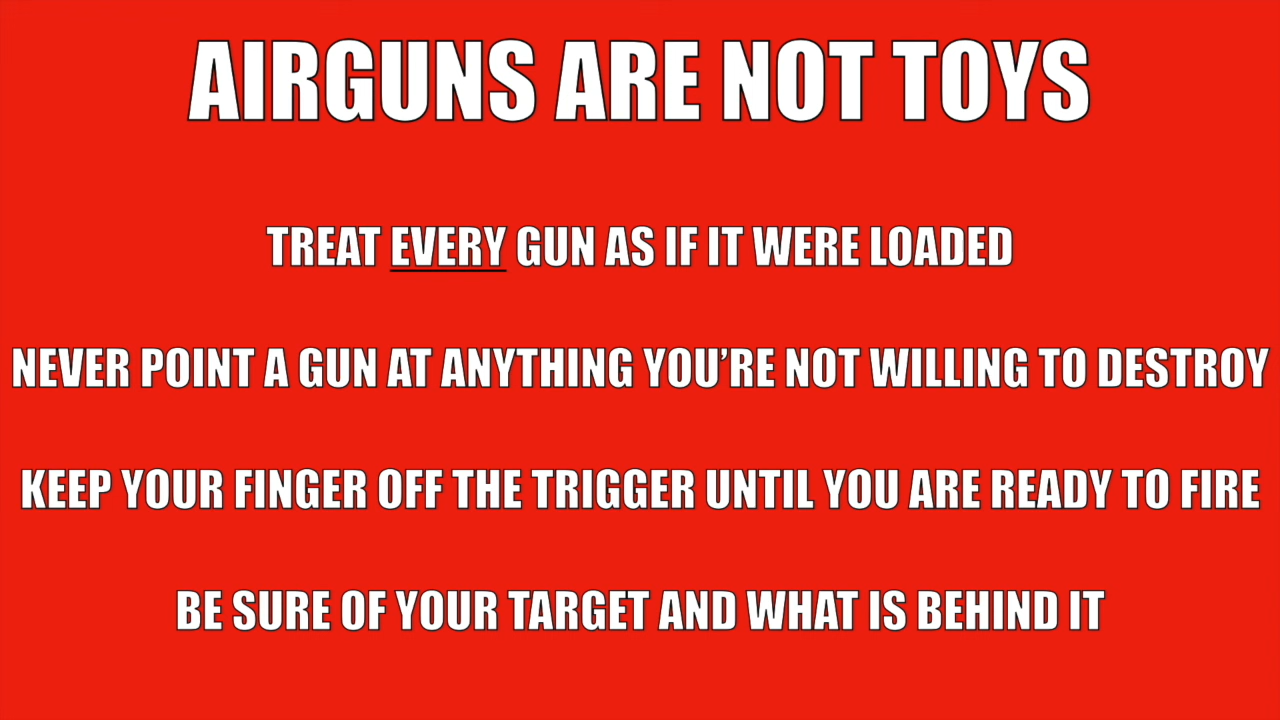 AIRGUNS ARE NOT TOYS
TREAT EVERY GUN AS IF IT WERE LOADED
NEVER POINT A GUN AT ANYTHING YOU’RE NOT WILLING TO DESTROY
KEEP YOUR FINGER OFF THE TRIGGER UNTIL YOU ARE READY TO FIRE
BE SURE OF YOUR TARGET AND WHAT IS BEHIND IT